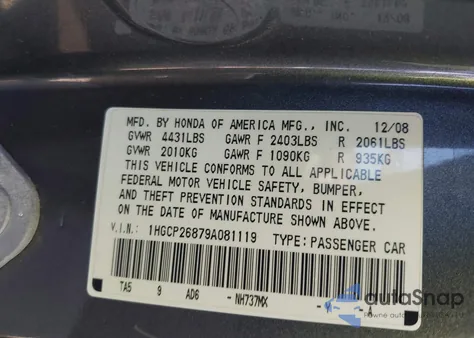 MFD. BY HONDA OF AMERICA MFG., INC. 12/08
GVWR 4431LBS GAWR F 2403LBS R 2061LBS
GVWR 2010KG GAWR F 1090KG R 935KG
THIS VEHICLE CONFORMS TO ALL APPLICABLE
FEDERAL MOTOR VEHICLE SAFETY, BUMPER,
AND THEFT PREVENTION STANDARDS IN EFFECT
ON THE DATE OF MANUFACTURE SHOWN ABOVE.
V.I.N.: 1HGCP26879A081119 TYPE: PASSENGER CAR
TA5 9 AD6 -NH737MX - A
autaSnap